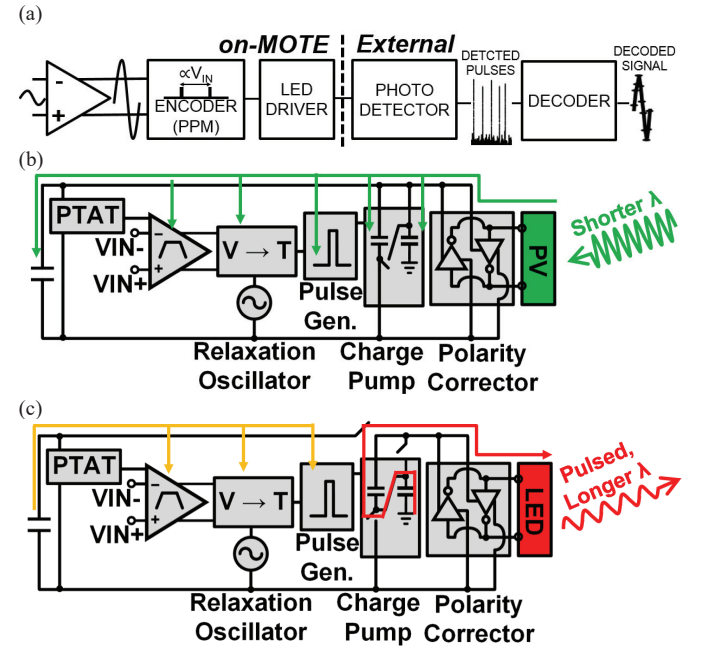 (a)
on-MOTE External
∝VIN
ENCODER
(PPM)
LED
DRIVER
PHOTO
DETECTOR
DETCTED
PULSES
DECODER
DECODED
SIGNAL
(b)
PTAT
VIN-
VIN+
V → T
Pulse
Gen.
Relaxation
Oscillator
Charge
Pump
Polarity
Corrector
PV
Shorter λ
(c)
PTAT
VIN-
VIN+
V → T
Pulse
Gen.
Relaxation
Oscillator
Charge
Pump
Polarity
Corrector
LED
Pulsed,
Longer λ